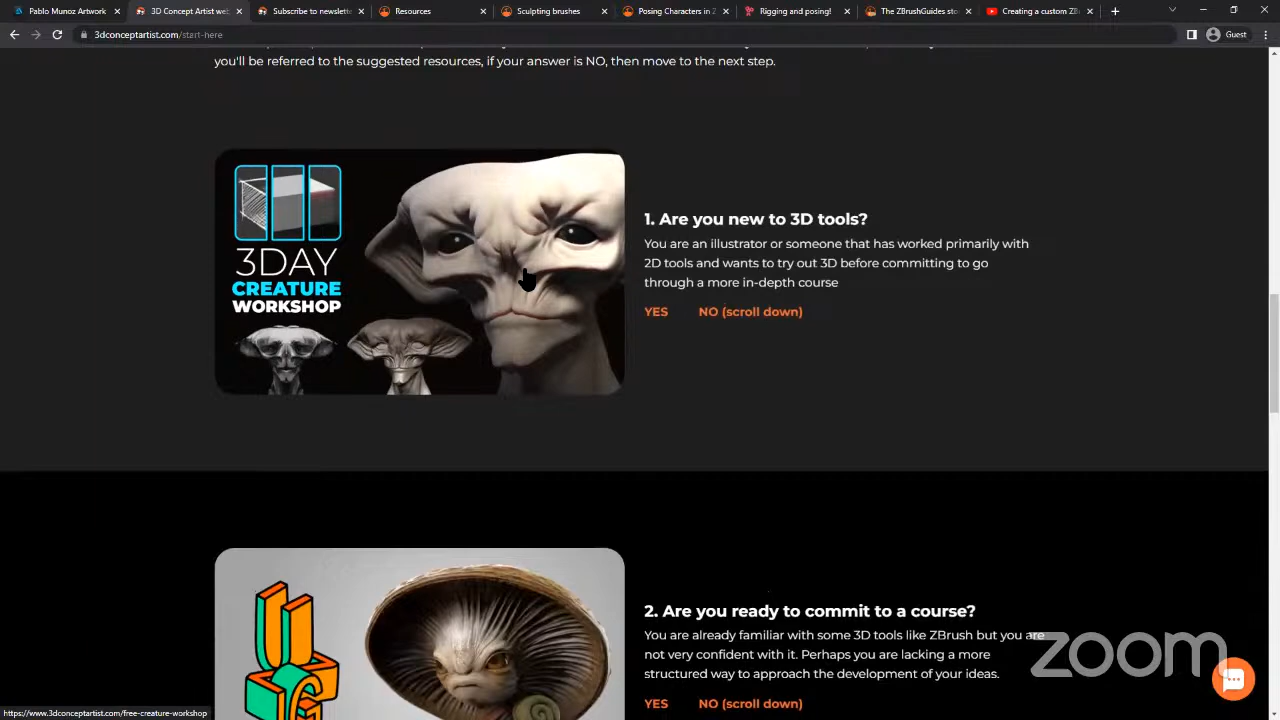 Pablo Munoz Artwork
3D Concept Artist web
Subscribe to newslette
Resources
Sculpting brushes
Posing Characters in Z
Rigging and posing!
The ZBrushGuides sto
Creating a custom ZB
3dconceptartist.com/start-here
Guest
you'll be referred to the suggested resources, if your answer is NO, then move to the next step.
3DAY
CREATURE
WORKSHOP
1. Are you new to 3D tools?
You are an illustrator or someone that has worked primarily with
2D tools and wants to try out 3D before committing to go
through a more in-depth course
YES NO (scroll down)
2. Are you ready to commit to a course?
You are already familiar with some 3D tools like ZBrush but you are
not very confident with it. Perhaps you are lacking a more
structured way to approach the development of your ideas.
YES NO (scroll down)
zoom
https://www.3dconceptartist.com/free-creature-workshop